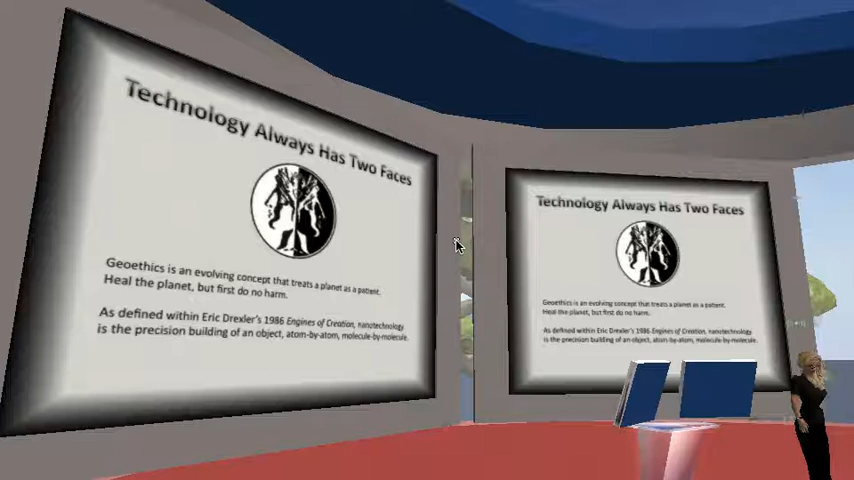 Technology Always Has Two Faces
Geoethics is an evolving concept that treats a planet as a patient.
Heal the planet, but first do no harm.
As defined within Eric Drexler's 1986 Engines of Creation, nanotechnology
is the precision building of an object, atom-by-atom, molecule-by-molecule.
Technology Always Has Two Faces
Geoethics is an evolving concept that treats a planet as a patient.
Heal the planet, but first do no harm.
As defined within Eric Drexler's 1986 Engines of Creation, nanotechnology
is the precision building of an object, atom-by-atom, molecule-by-molecule.